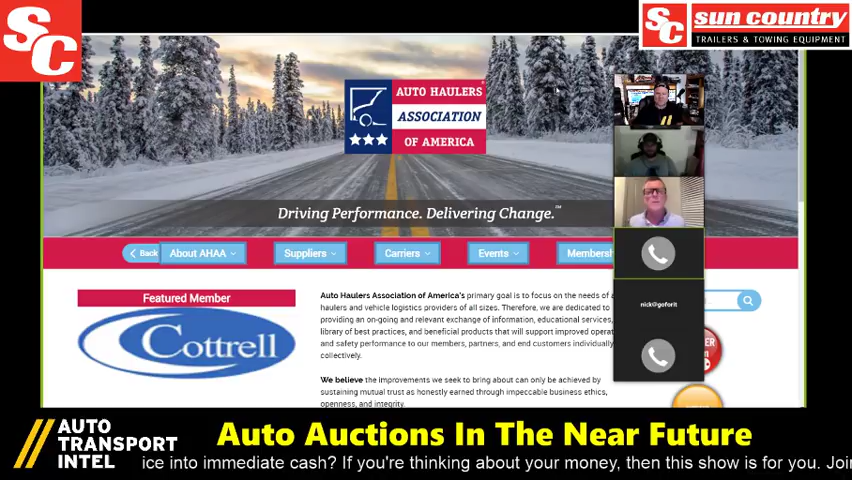 SC
SC sun country
TRAILERS & TOWING EQUIPMENT
AUTO HAULERS
ASSOCIATION
OF AMERICA
Driving Performance. Delivering Change.™
Back
About AHAA
Suppliers
Carriers
Events
Membersh
Featured Member
Cottrell
Auto Haulers Association of America's primary goal is to focus on the needs of
haulers and vehicle logistics providers of all sizes. Therefore, we are dedicated to
providing an on-going and relevant exchange of information, educational services,
library of best practices, and beneficial products that will support improved operat
and safety performance to our members, partners, and end customers individually
collectively.
We believe the improvements we seek to bring about can only be achieved by
sustaining mutual trust as honestly earned through impeccable business ethics,
openness, and integrity.
nick@goforit
ER
AUTO
TRANSPORT
INTEL
Auto Auctions In The Near Future
ice into immediate cash? If you're thinking about your money, then this show is for you. Joi